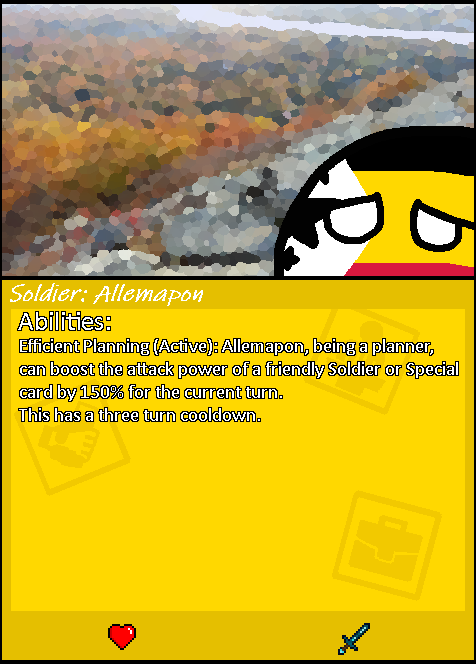 Soldier: Allemapon
Abilities:
Efficient Planning (Active): Allemapon, being a planner,
can boost the attack power of a friendly Soldier or Special
card by 150% for the current turn.
This has a three turn cooldown.